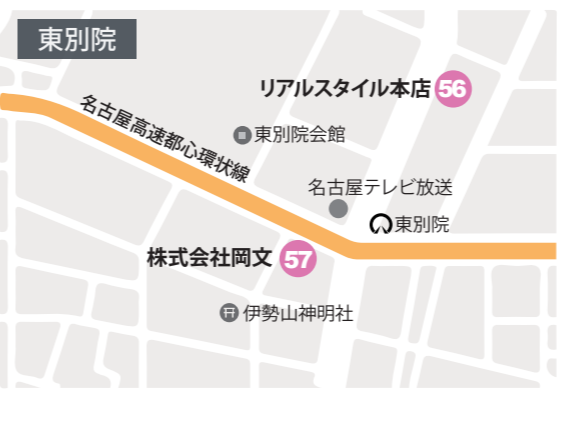 東別院
リアルスタイル本店 56
名古屋高速都心環状線
東別院会館
名古屋テレビ放送
東別院
株式会社岡文 57
伊勢山神明社